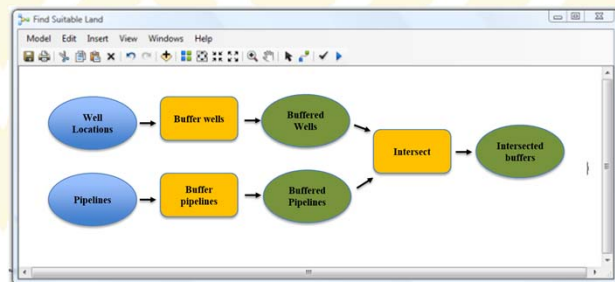 Find Suitable Land
Model Edit Insert View Windows Help
Well
Locations
Buffer wells
Buffered
Wells
Intersect
Intersected
buffers
Pipelines
Buffer
pipelines
Buffered
Pipelines